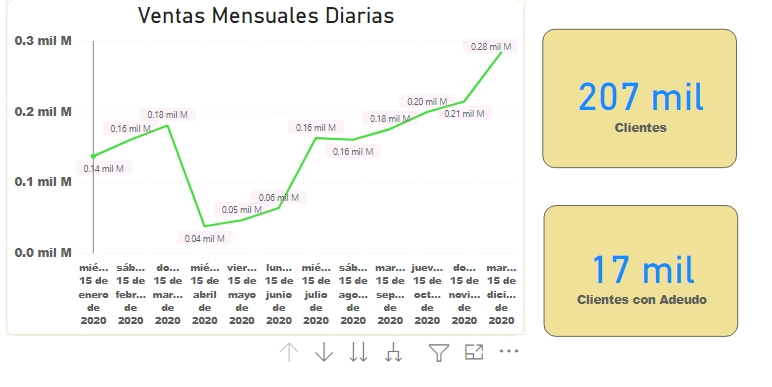 Ventas Mensuales Diarias
0.3 mil M
0.2 mil M
0.1 mil M
0.0 mil M
0.14 mil M
0.16 mil M
0.18 mil M
0.04 mil M
0.05 mil M
0.06 mil M
0.16 mil M
0.16 mil M
0.18 mil M
0.20 mil M
0.21 mil M
0.28 mil M
mié... sáb... do... mié... vier... lun... mié... sáb... mar... juev... do... mar...
15 de 15 de 15 de 15 de 15 de 15 de 15 de 15 de 15 de 15 de 15 de 15 de
enero febr... mar... abril mayo junio julio ago... sep... oct... novi... dici...
de de de de de de de de de de de de
2020 2020 2020 2020 2020 2020 2020 2020 2020 2020 2020 2020
207 mil
Clientes
17 mil
Clientes con Adeudo